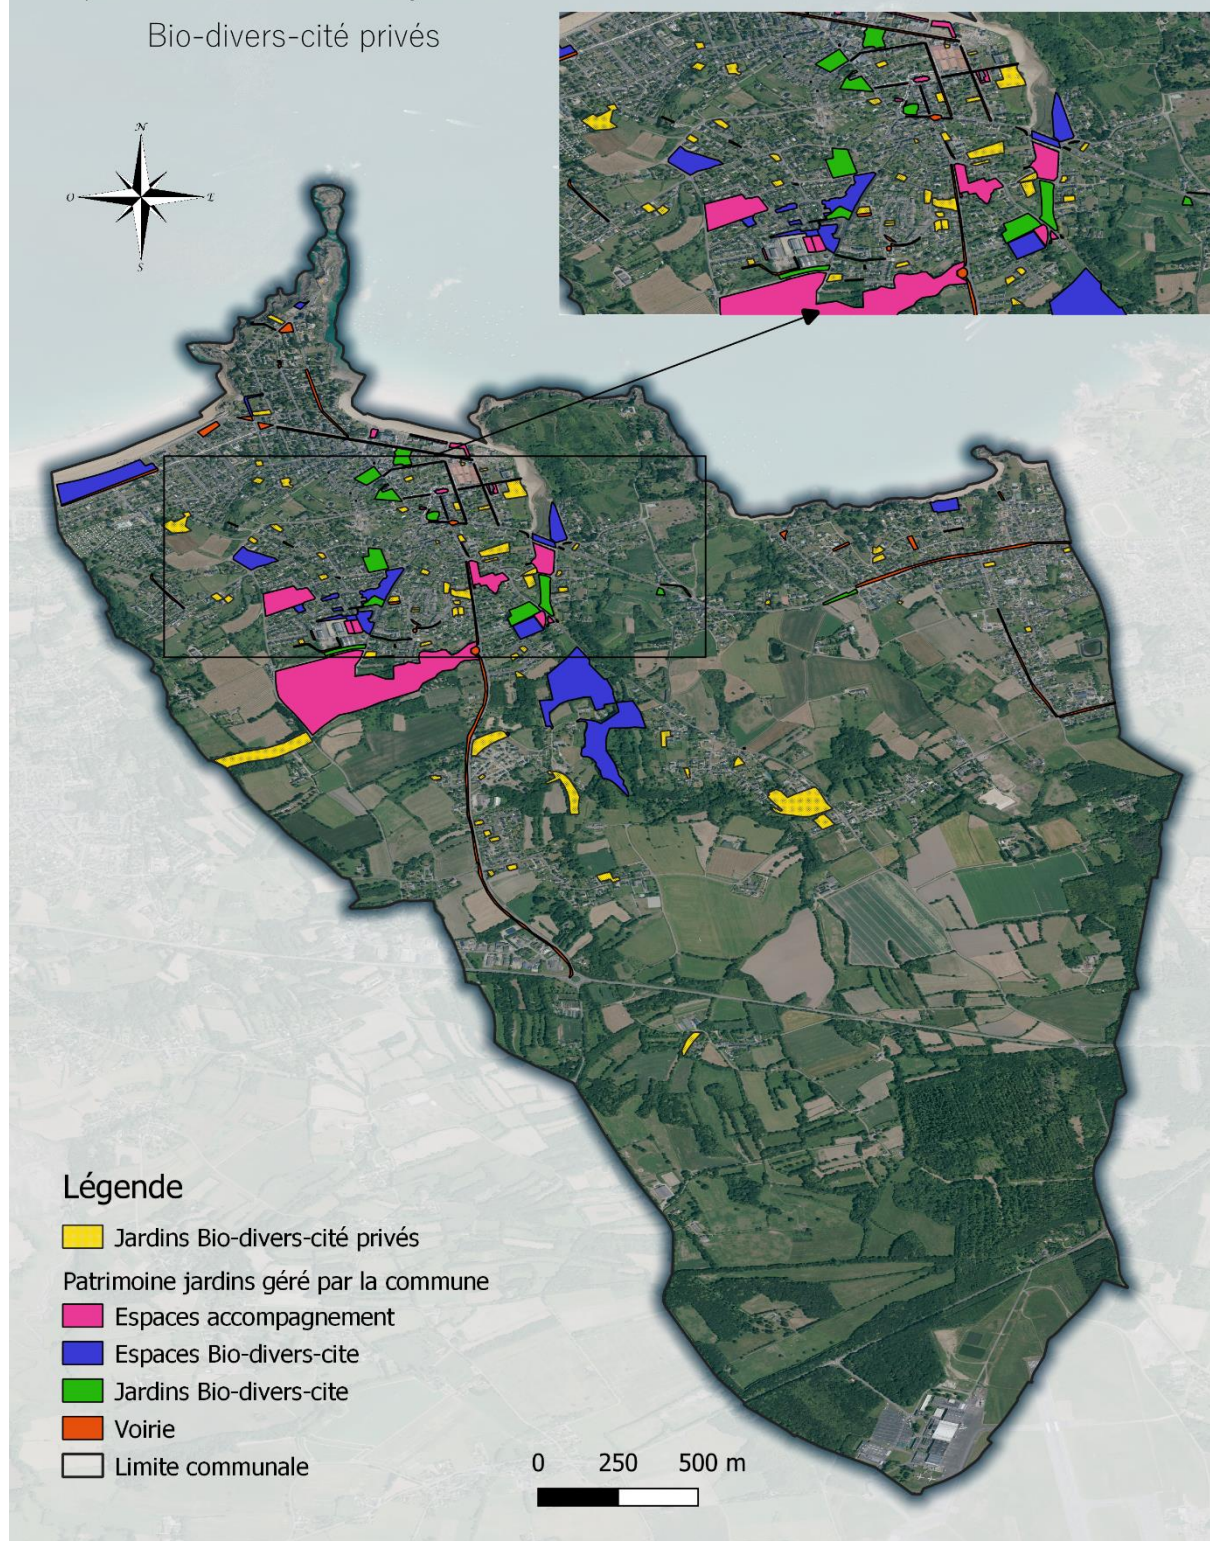 Bio-divers-cité privés
N
O
E
S
Légende
Jardins Bio-divers-cité privés
Patrimoine jardins géré par la commune
Espaces accompagnement
Espaces Bio-divers-cite
Jardins Bio-divers-cite
Voirie
Limite communale
0 250 500 m